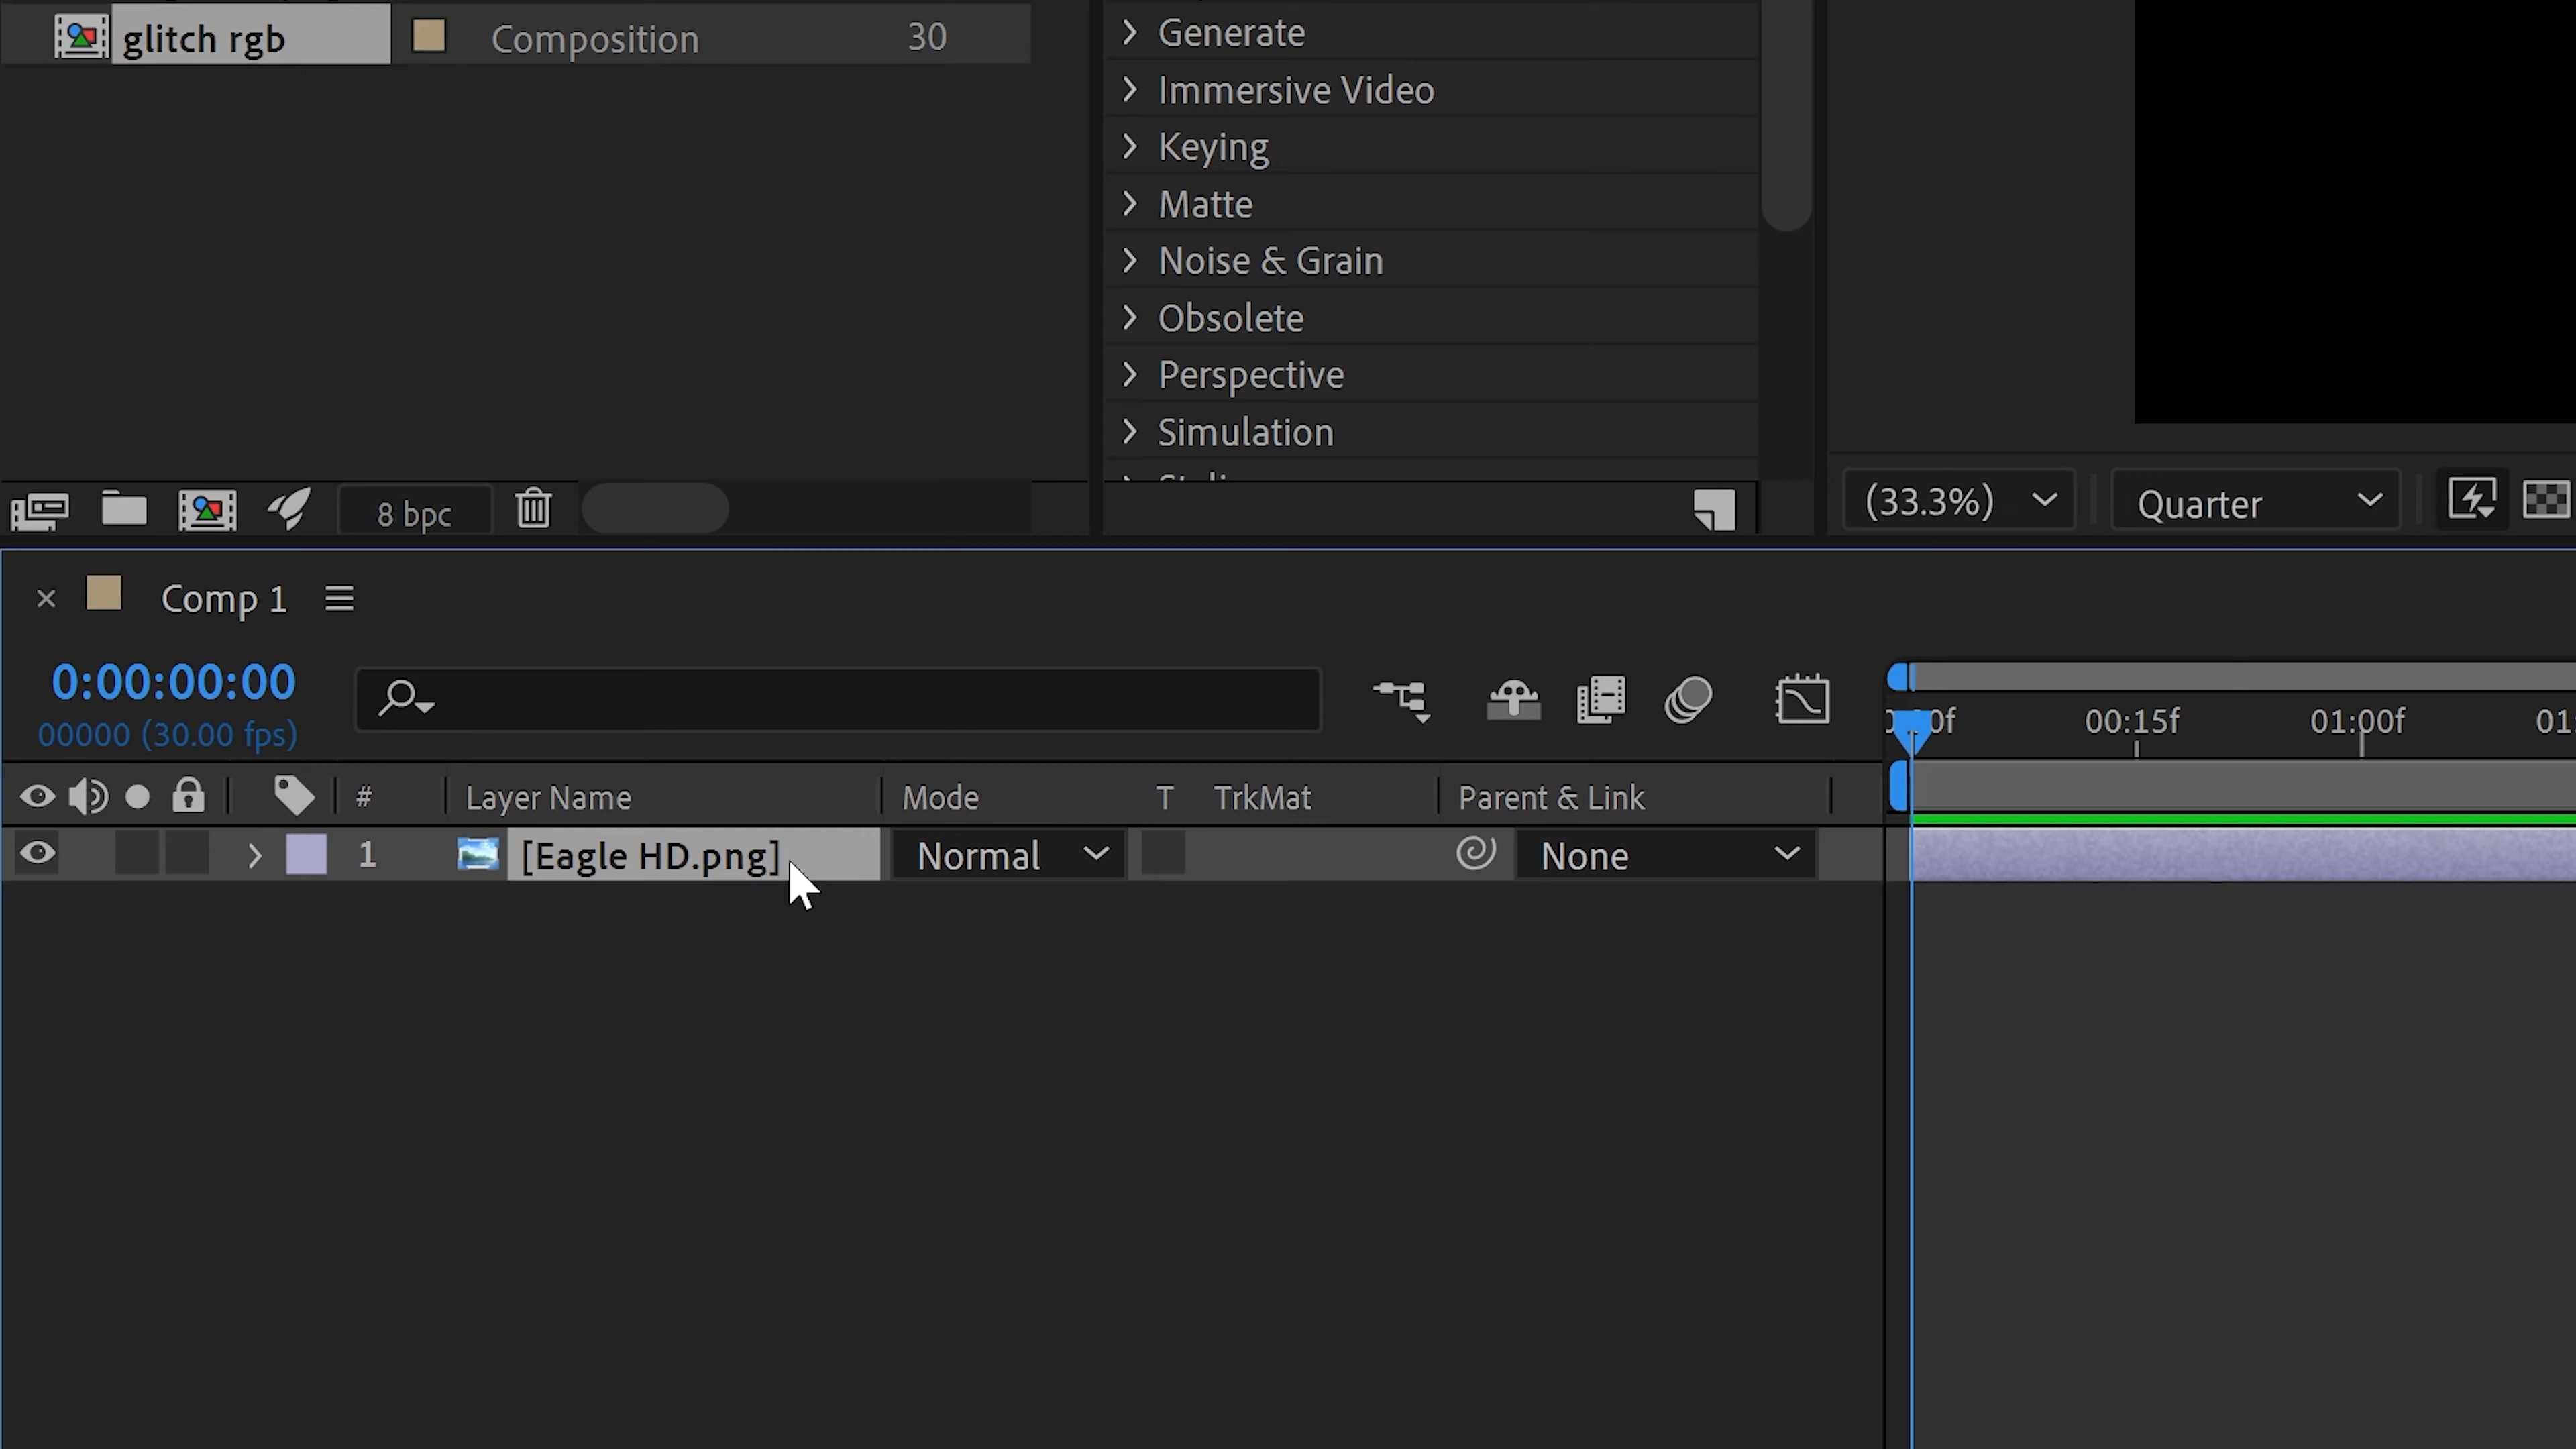 glitch rgb Composition 30
Generate
Immersive Video
Keying
Matte
Noise & Grain
Obsolete
Perspective
Simulation
8 bpc
(33.3%) Quarter
Comp 1
0:00:00:00
00000 (30.00 fps)
00:15f 01:00f 01
# Layer Name Mode T TrkMat Parent & Link
1 [Eagle HD.png] Normal None